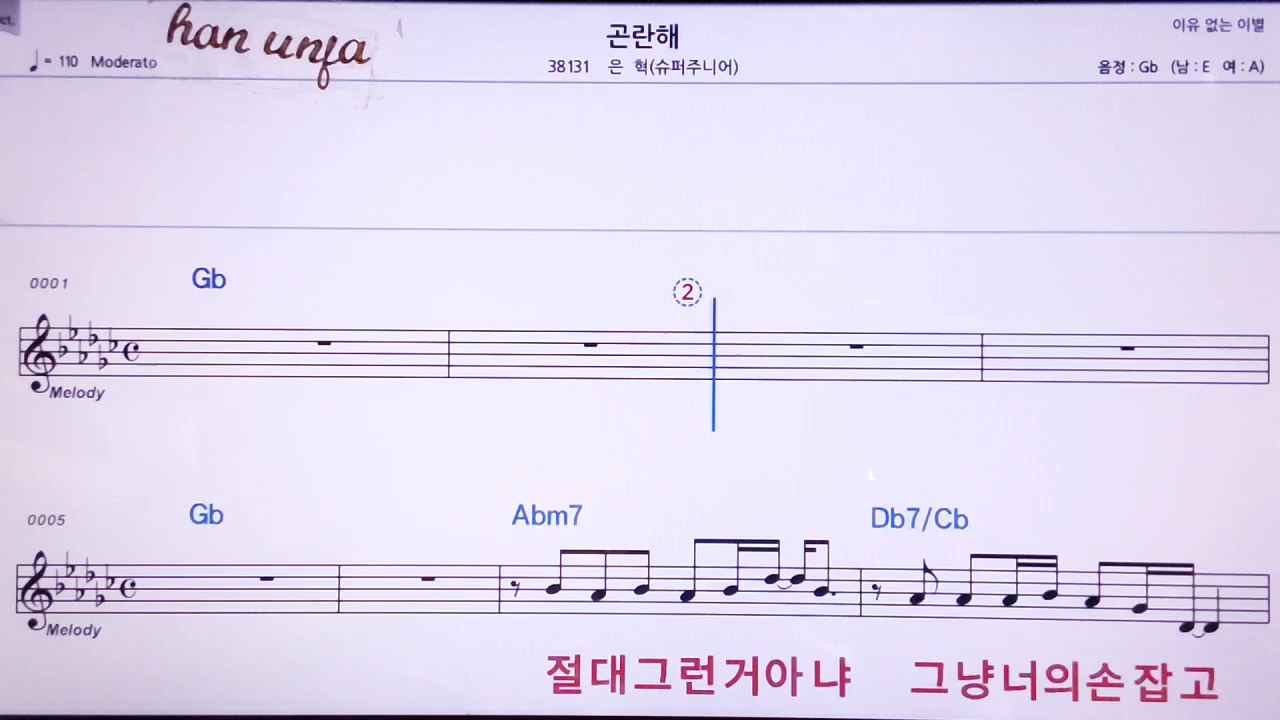 ct.
han unfa
곤란해
이유 없는 이별
= 110 Moderato
38131 은 혁(슈퍼주니어)
음정 : Gb (남 : E 여 : A)
0001 Gb
②
Melody
0005 Gb Abm7 Db7/Cb
Melody
절대그런거아냐 그냥너의손잡고